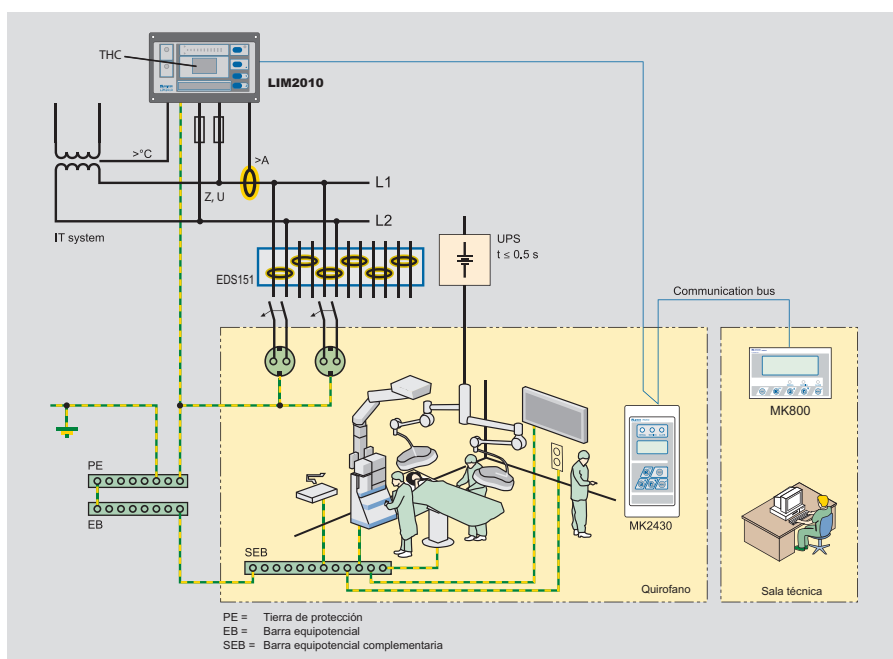 THC
LIM2010
>°C
>A
Z, U
L1
L2
IT system
UPS
t ≤ 0.5 s
EDS151
Communication bus
MK800
PE
EB
MK2430
SEB
Quirofano
Sala técnica
PE = Tierra de protección
EB = Barra equipotencial
SEB = Barra equipotencial complementaria